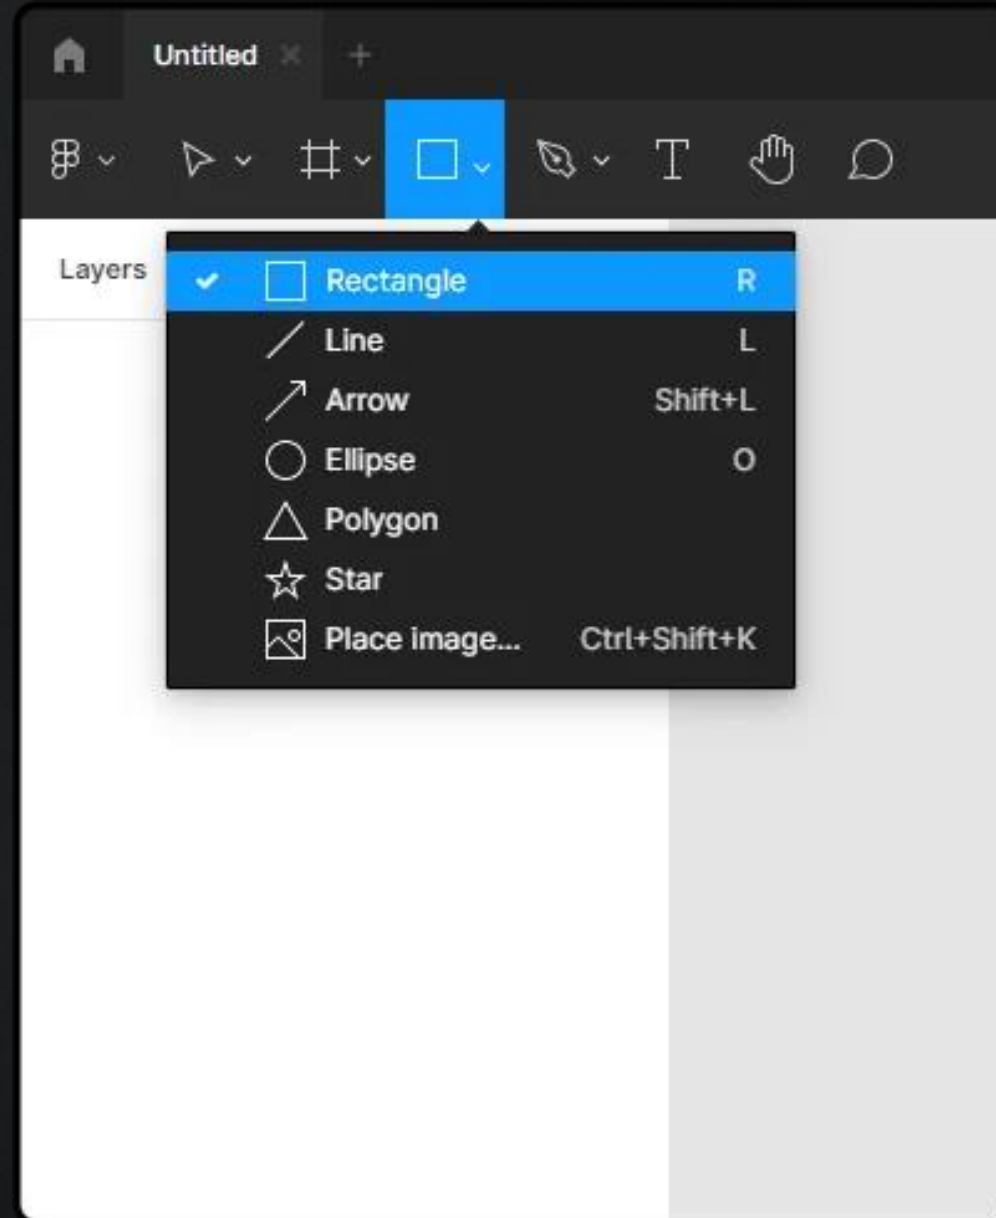 Untitled
Layers
Rectangle R
Line L
Arrow Shift+L
Ellipse O
Polygon
Star
Place image... Ctrl+Shift+K